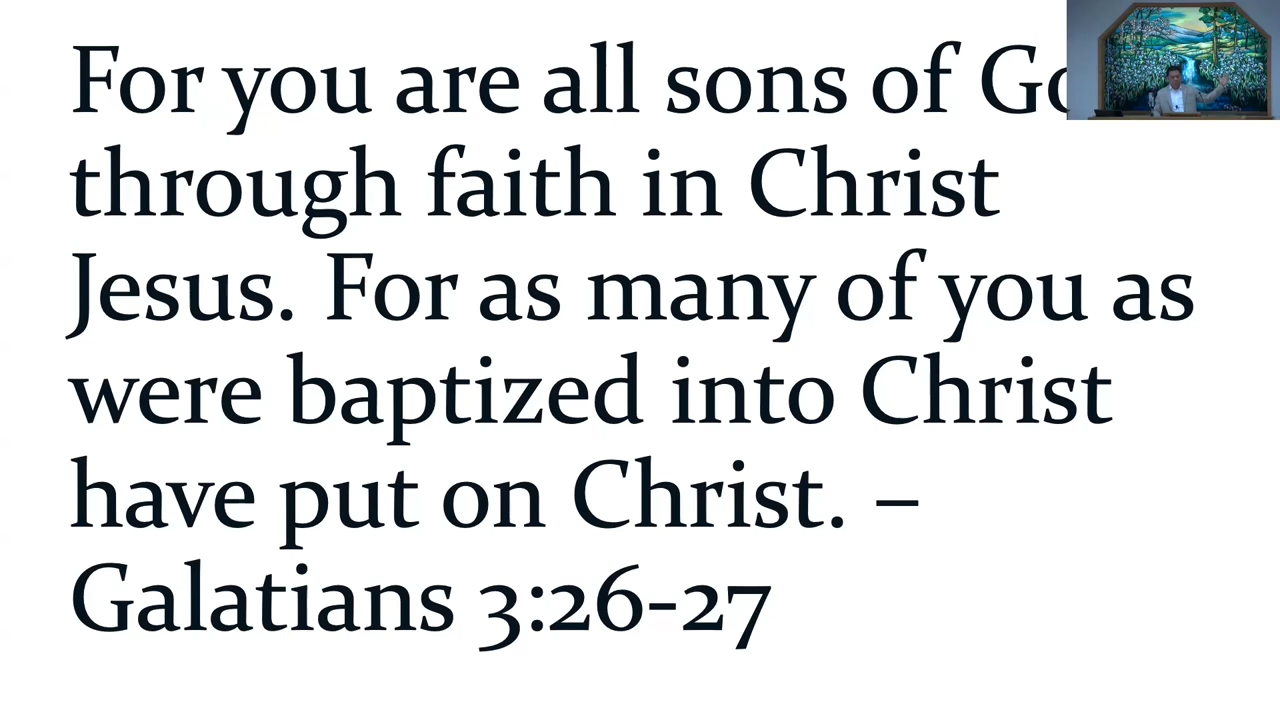 For you are all sons of
through faith in Christ
Jesus. For as many of you as
were baptized into Christ
have put on Christ. –
Galatians 3:26-27